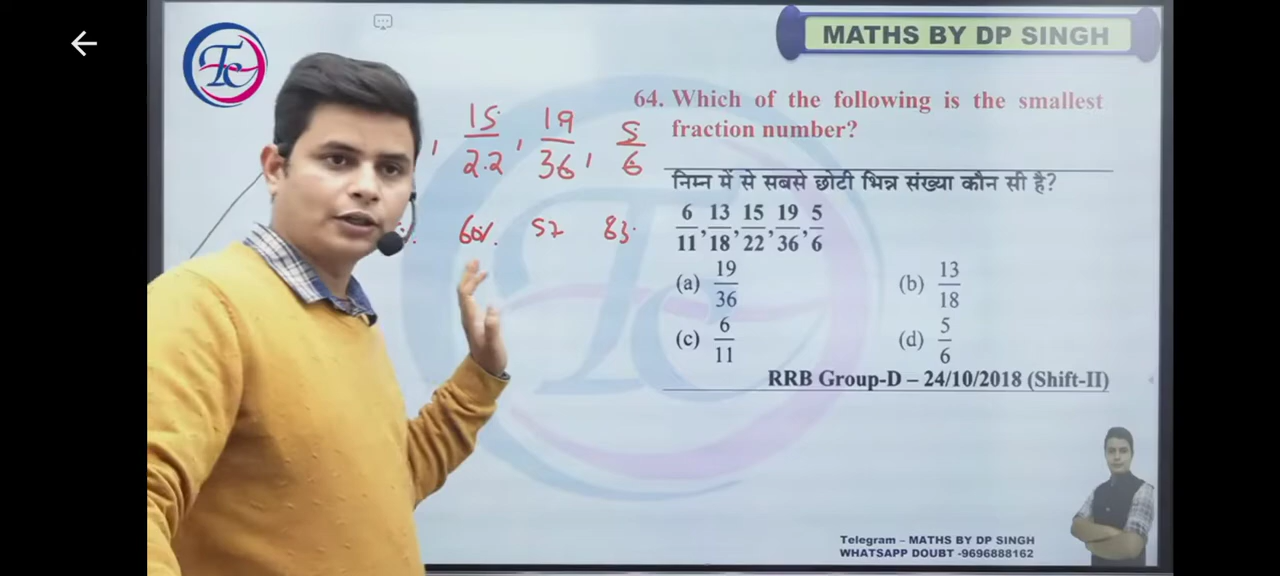 Tc
MATHS BY DP SINGH
64. Which of the following is the smallest
fraction number?
निम्न में से सबसे छोटी भिन्न संख्या कौन सी है?
6/11, 13/18, 15/22, 19/36, 5/6
(a) 19/36 (b) 13/18
(c) 6/11 (d) 5/6
RRB Group-D – 24/10/2018 (Shift-II)
, 15/22, 19/36, 5/6
60% 52 83
Telegram – MATHS BY DP SINGH
WHATSAPP DOUBT -9696888162